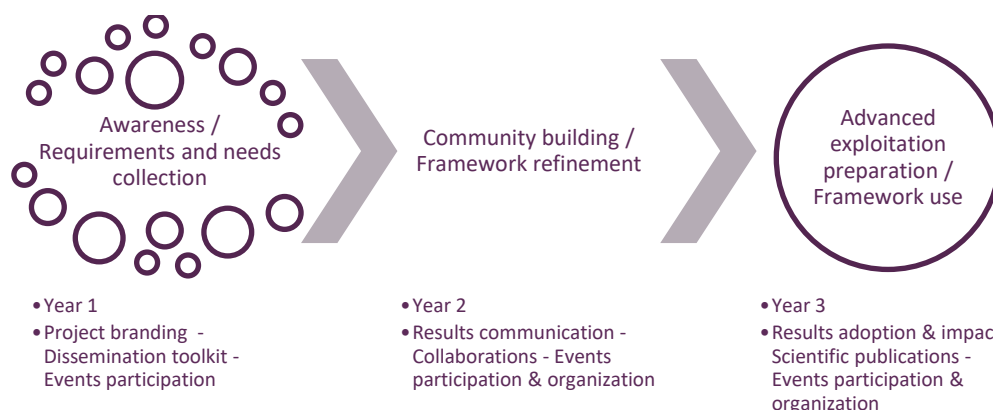 Awareness /
Requirements and needs
collection
Community building /
Framework refinement
Advanced
exploitation
preparation /
Framework use
•Year 1
•Project branding -
Dissemination toolkit -
Events participation
•Year 2
•Results communication -
Collaborations - Events
participation & organization
•Year 3
•Results adoption & impac
Scientific publications -
Events participation &
organization